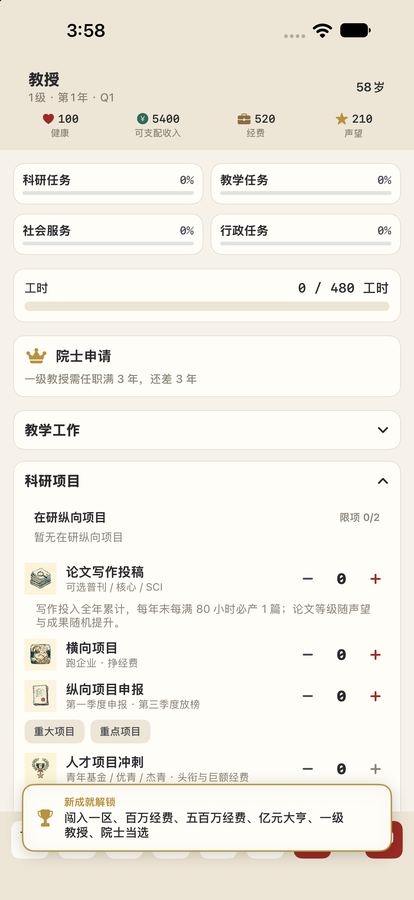 3:58
教授
1级 · 第1年 · Q1
58岁
100
健康
¥ 5400
可支配收入
520
经费
210
声望
科研任务 0%
教学任务 0%
社会服务 0%
行政任务 0%
工时 0 / 480 工时
院士申请
一级教授需任职满 3 年，还差 3 年
教学工作
科研项目
在研纵向项目 限项 0/2
暂无在研纵向项目
论文写作投稿
可选普刊 / 核心 / SCI
− 0 +
写作投入全年累计，每年末每满 80 小时必产 1 篇；论文等级随声望
与成果随机提升。
横向项目
跑企业 · 挣经费
− 0 +
纵向项目申报
第一季度申报 · 第三季度放榜
− 0 +
重大项目 重点项目
人才项目冲刺
青年基金 / 优青 / 杰青 · 头衔与巨额经费
− 0 +
新成就解锁
闯入一区、百万经费、五百万经费、亿元大亨、一级
教授、院士当选